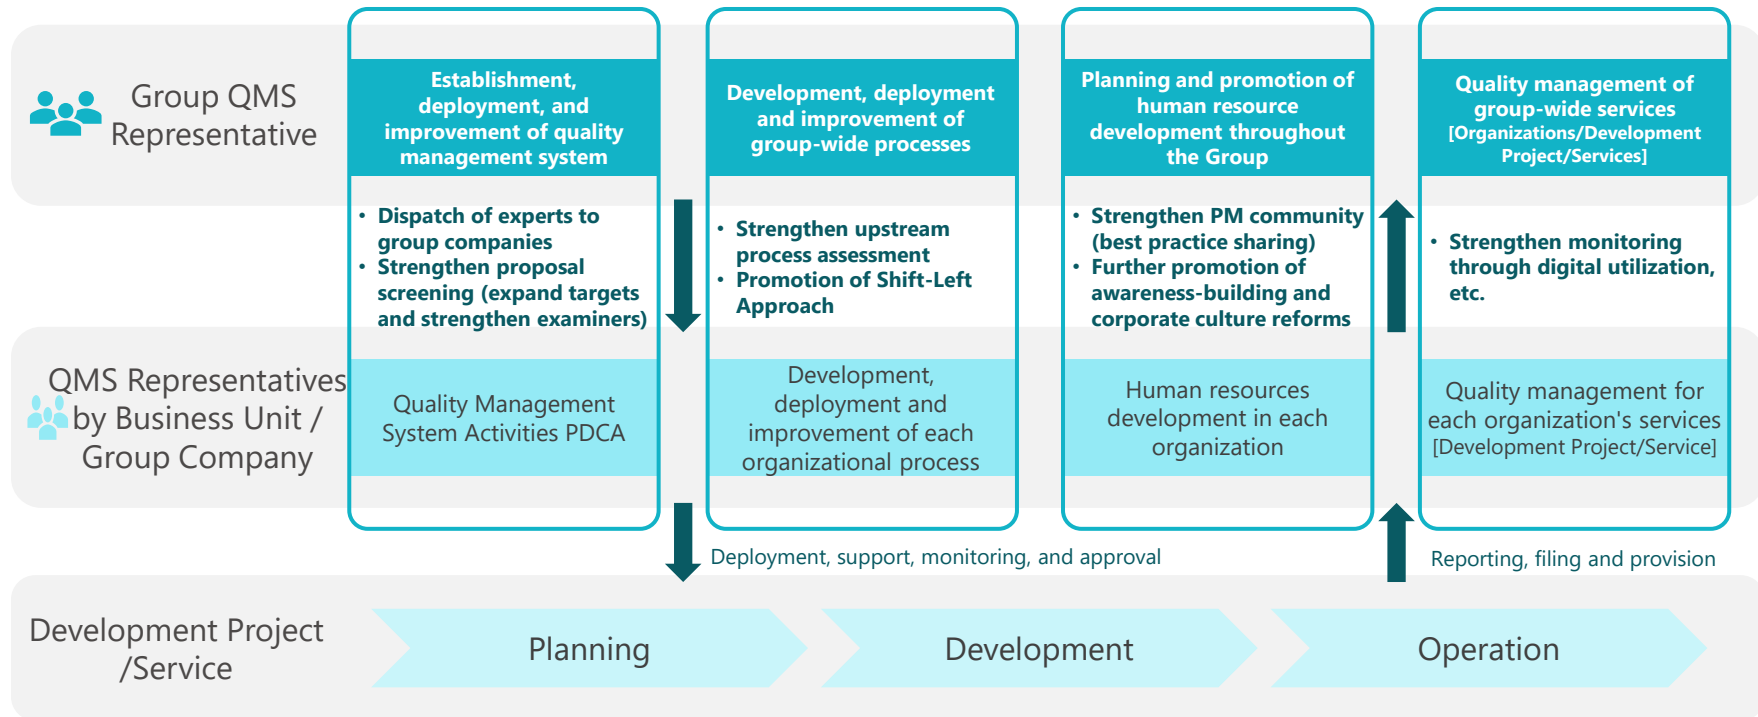 Group QMS
Representative
Establishment,
deployment, and
improvement of quality
management system
Development, deployment
and improvement of
group-wide processes
Planning and promotion of
human resource
development throughout
the Group
Quality management of
group-wide services
[Organizations/Development
Project/Services]
• Dispatch of experts to
group companies
• Strengthen proposal
screening (expand targets
and strengthen examiners)
• Strengthen upstream
process assessment
• Promotion of Shift-Left
Approach
• Strengthen PM community
(best practice sharing)
• Further promotion of
awareness-building and
corporate culture reforms
• Strengthen monitoring
through digital utilization,
etc.
QMS Representatives
by Business Unit /
Group Company
Quality Management
System Activities PDCA
Development,
deployment and
improvement of each
organizational process
Human resources
development in each
organization
Quality management for
each organization's services
[Development Project/Service]
Deployment, support, monitoring, and approval
Reporting, filing and provision
Development Project
/Service
Planning
Development
Operation